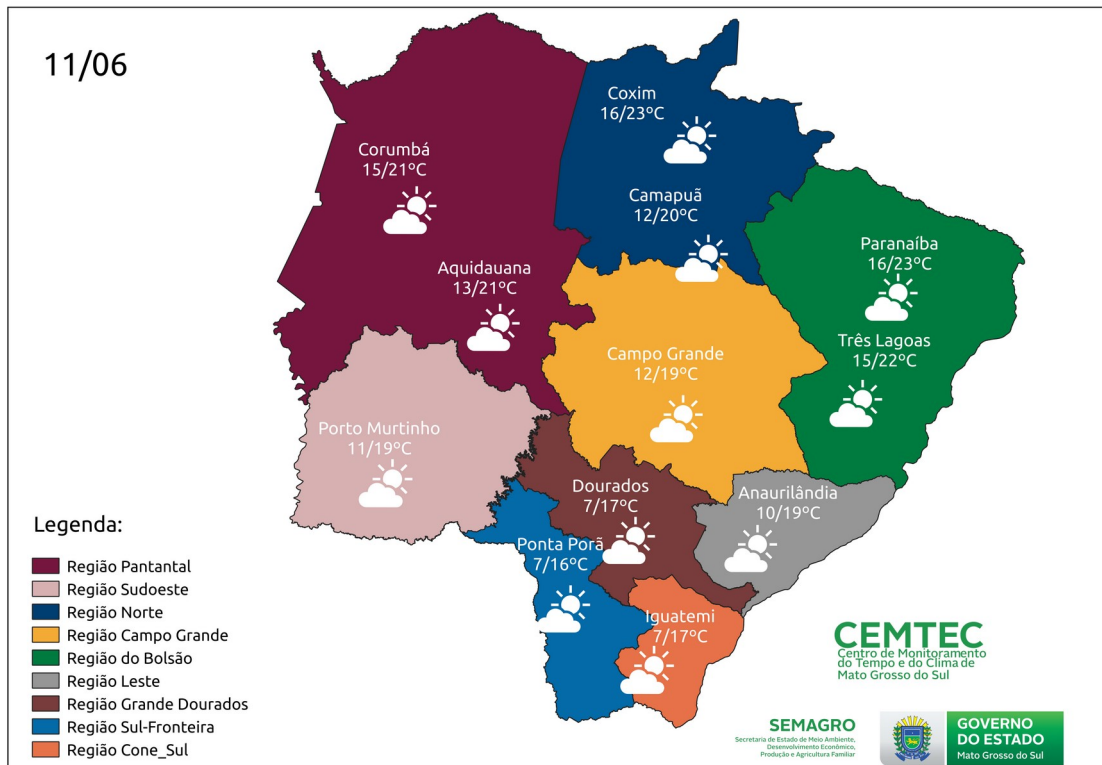 11/06
Coxim
16/23ºC
Corumbá
15/21ºC
Camapuã
12/20ºC
Paranaíba
16/23ºC
Aquidauana
13/21ºC
Três Lagoas
15/22ºC
Campo Grande
12/19ºC
Porto Murtinho
11/19ºC
Dourados
7/17ºC
Anaurilândia
10/19ºC
Ponta Porã
7/16ºC
Iguatemi
7/17ºC
Legenda:
Região Pantantal
Região Sudoeste
Região Norte
Região Campo Grande
Região do Bolsão
Região Leste
Região Grande Dourados
Região Sul-Fronteira
Região Cone_Sul
CEMTEC
Centro de Monitoramento
do Tempo e do Clima de
Mato Grosso do Sul
SEMAGRO
Secretaria de Estado de Meio Ambiente,
Desenvolvimento Econômico,
Produção e Agricultura Familiar
GOVERNO
DO ESTADO
Mato Grosso do Sul